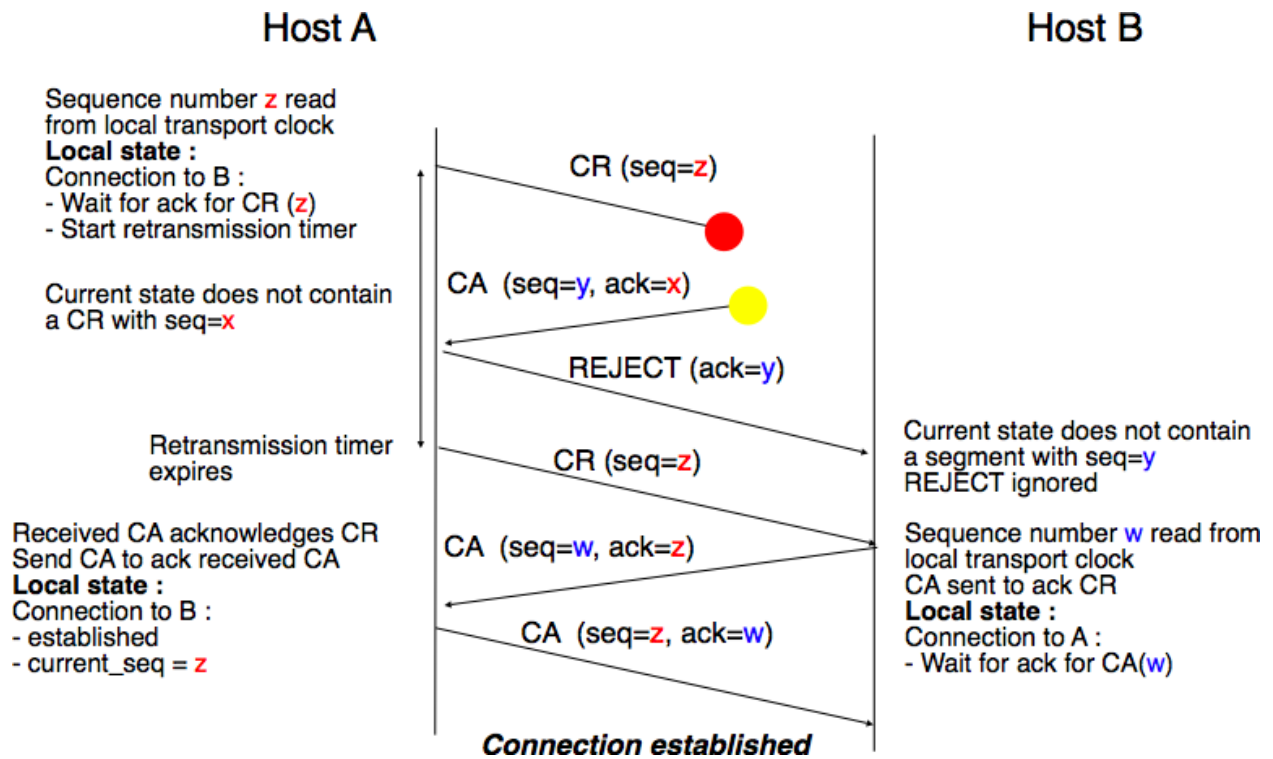 Host A
Host B
Sequence number z read
from local transport clock
Local state :
Connection to B :
- Wait for ack for CR (z)
- Start retransmission timer
CR (seq=z)
CA (seq=y, ack=x)
Current state does not contain
a CR with seq=x
REJECT (ack=y)
Retransmission timer
expires
CR (seq=z)
Current state does not contain
a segment with seq=y
REJECT ignored
Received CA acknowledges CR
Send CA to ack received CA
Local state :
Connection to B :
- established
- current_seq = z
CA (seq=w, ack=z)
Sequence number w read from
local transport clock
CA sent to ack CR
Local state :
Connection to A :
- Wait for ack for CA(w)
CA (seq=z, ack=w)
Connection established